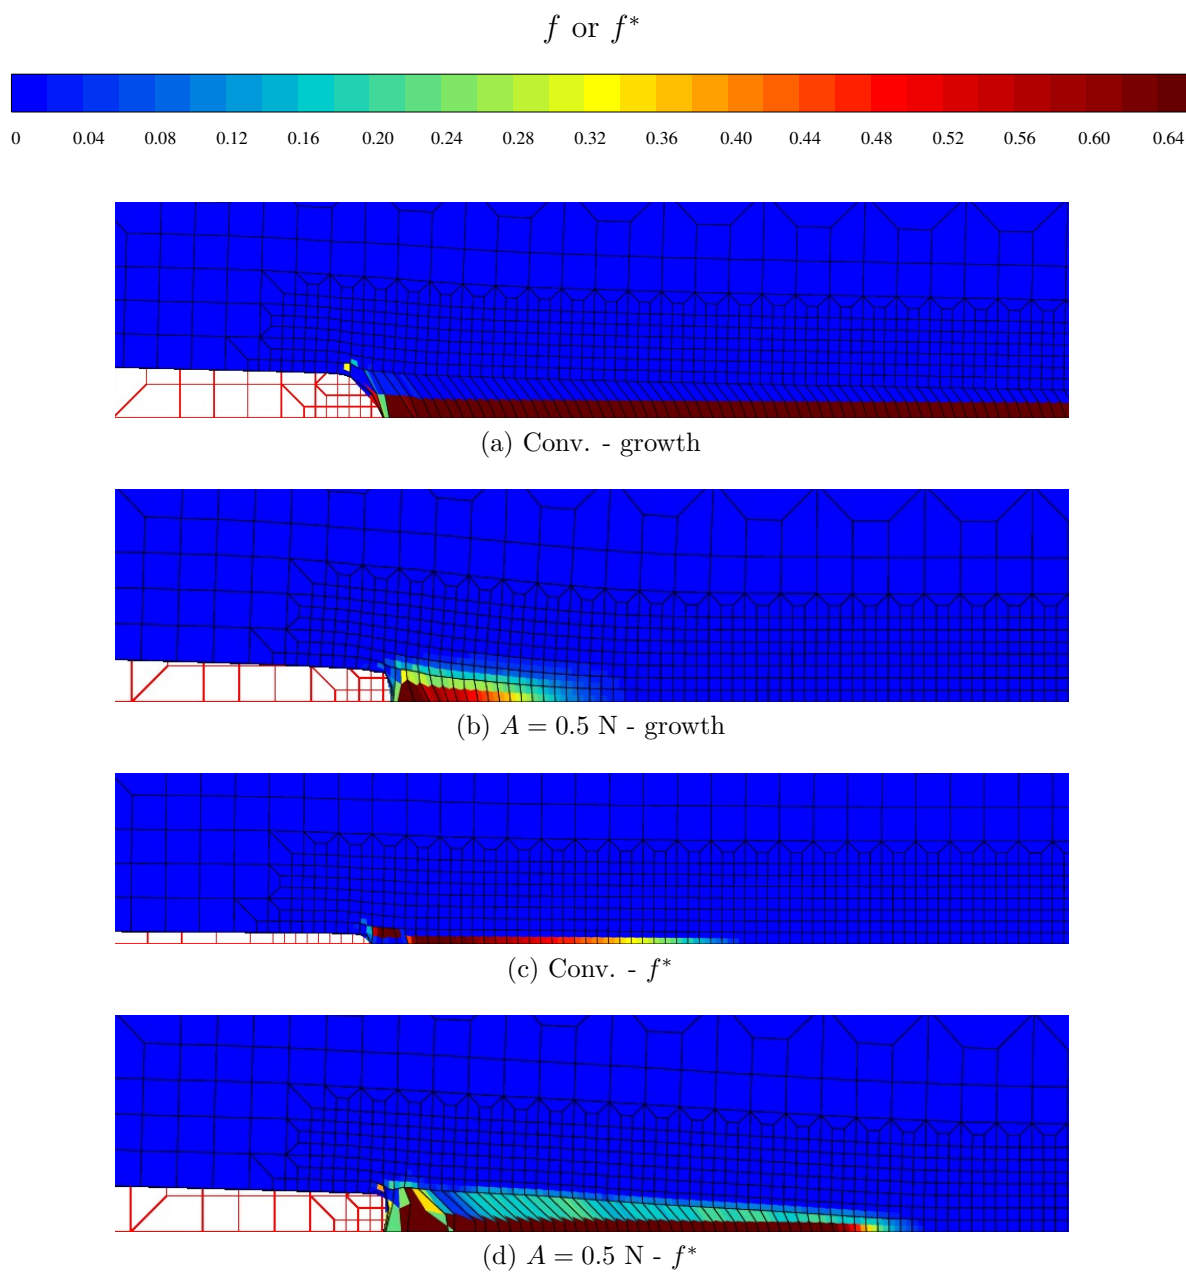 f or f*
0 0.04 0.08 0.12 0.16 0.20 0.24 0.28 0.32 0.36 0.40 0.44 0.48 0.52 0.56 0.60 0.64
(a) Conv. - growth
(b) A = 0.5 N - growth
(c) Conv. - f*
(d) A = 0.5 N - f*